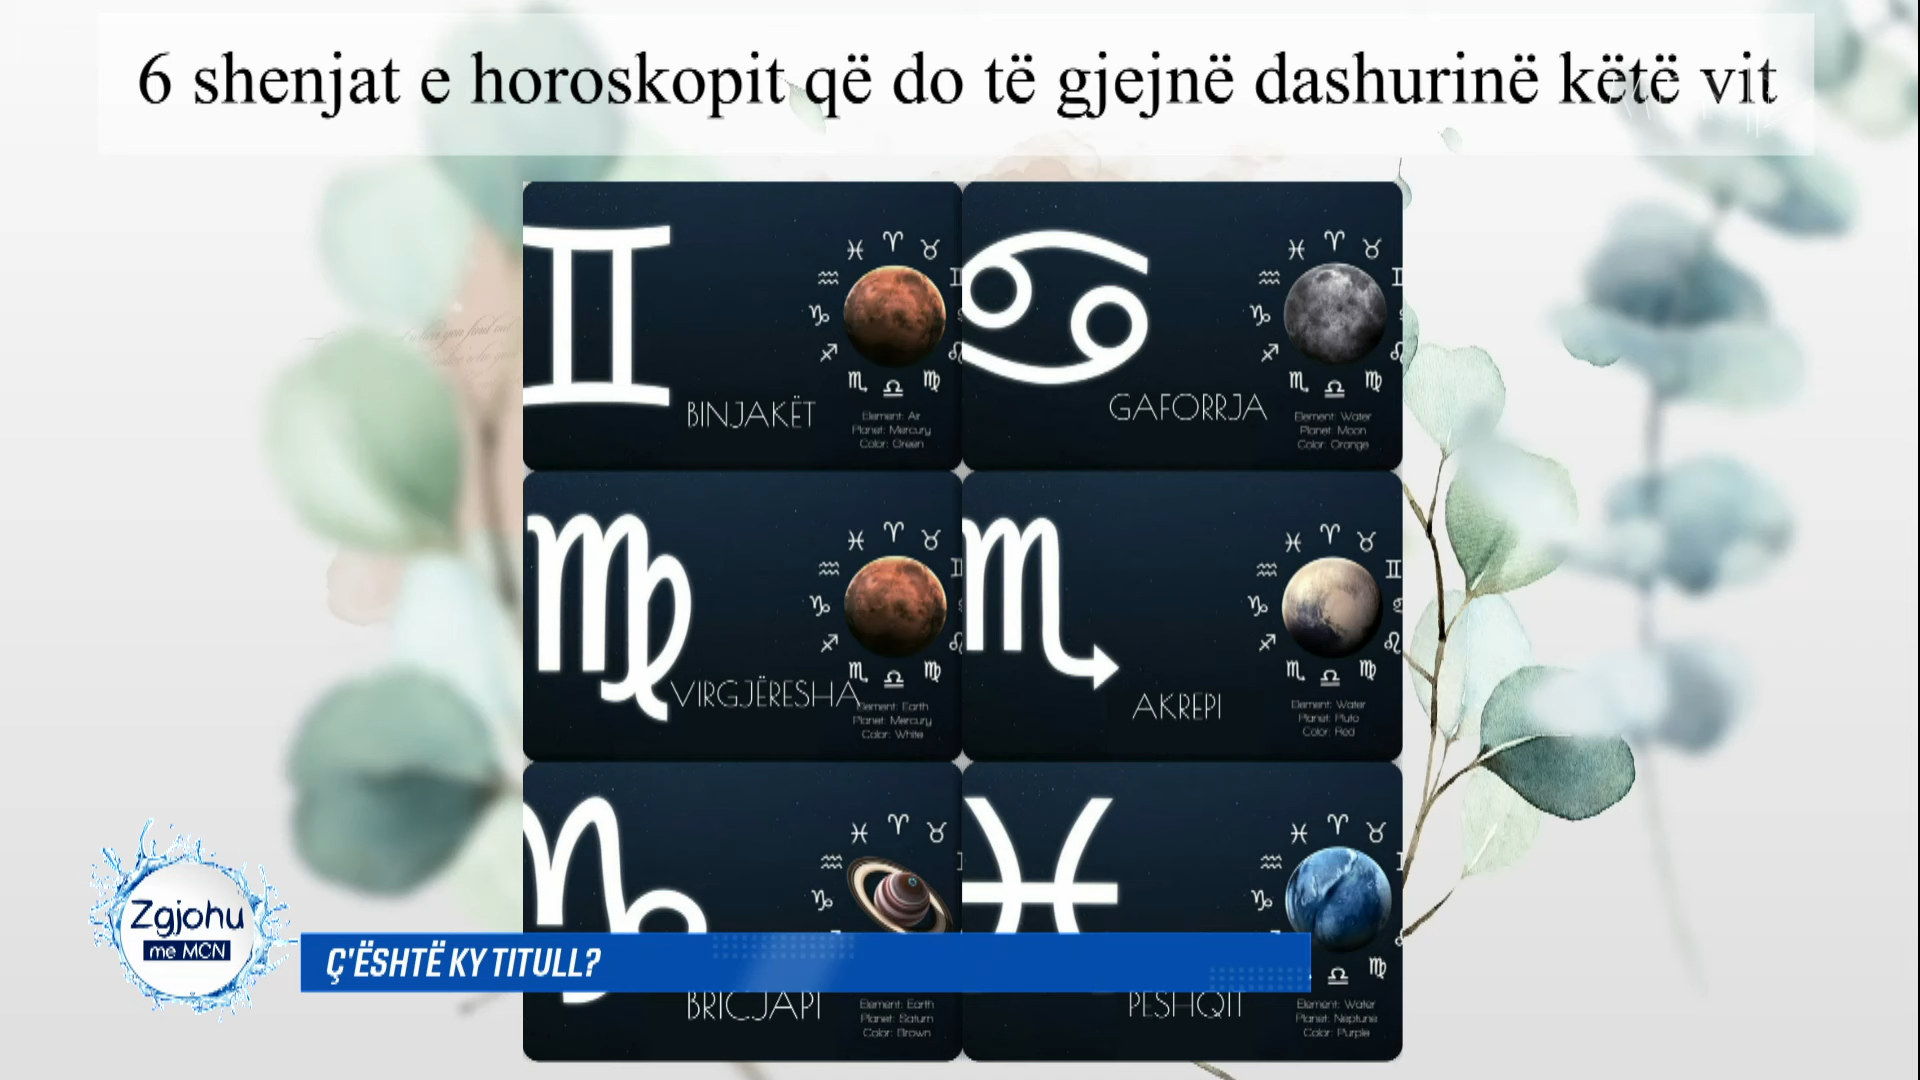 6 shenjat e horoskopit që do të gjejnë dashurinë këtë vit
BINJAKËT
Element: Air
Planet: Mercury
Color: Green
GAFORRJA
Element: Water
Planet: Moon
Color: Orange
VIRGJËRESHA
Element: Earth
Planet: Mercury
Color: White
AKREPI
Element: Water
Planet: Pluto
Color: Red
Zgjohu
me MCN
Ç'ËSHTË KY TITULL?
BRICJAPI
Element: Earth
Planet: Saturn
Color: Brown
PESHQIT
Element: Water
Planet: Neptune
Color: Purple